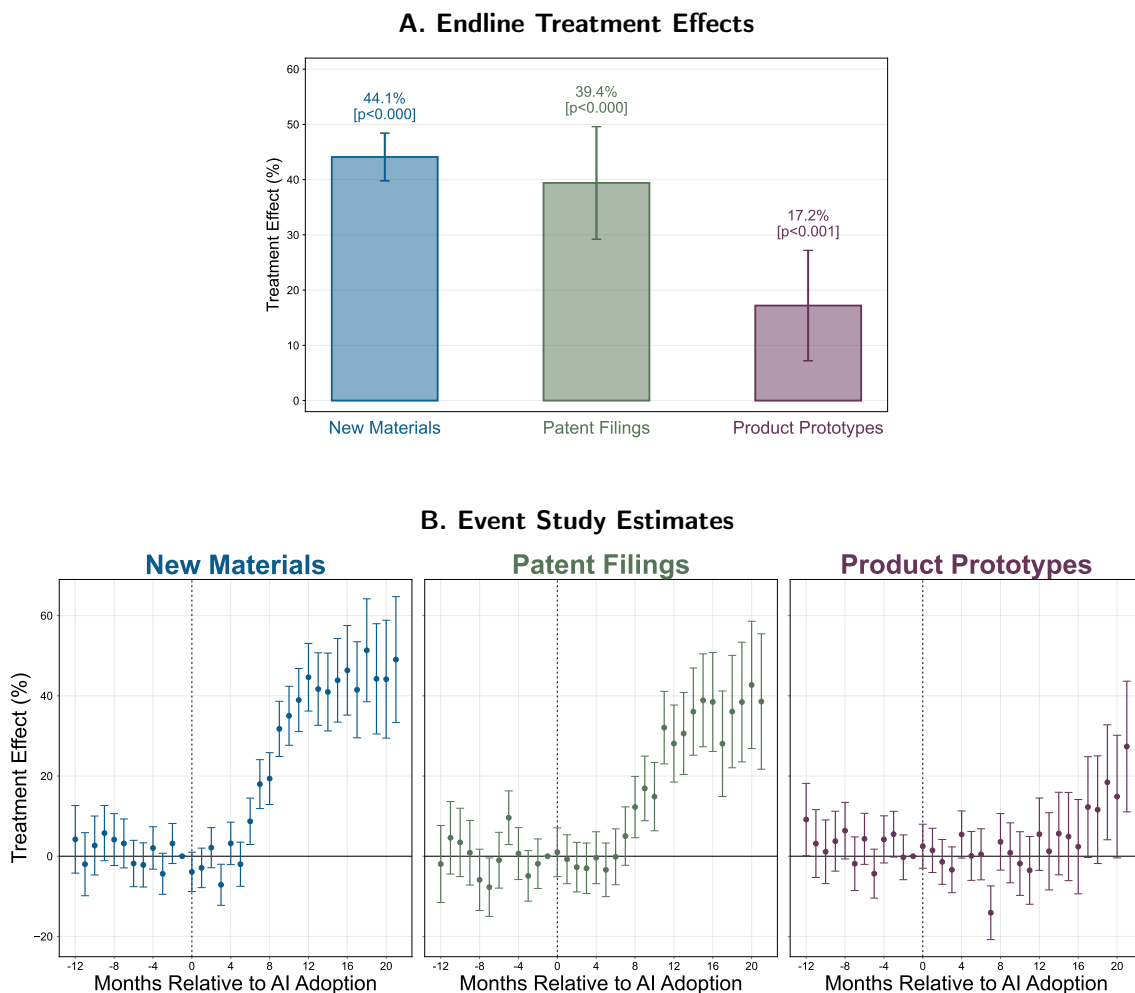 A. Endline Treatment Effects
60
50
40
30
20
10
0
Treatment Effect (%)
44.1%
[p<0.000]
39.4%
[p<0.000]
17.2%
[p<0.001]
New Materials
Patent Filings
Product Prototypes
B. Event Study Estimates
New Materials
Patent Filings
Product Prototypes
Treatment Effect (%)
60
40
20
0
−20
-12 -8 -4 0 4 8 12 16 20
-12 -8 -4 0 4 8 12 16 20
-12 -8 -4 0 4 8 12 16 20
Months Relative to AI Adoption
Months Relative to AI Adoption
Months Relative to AI Adoption